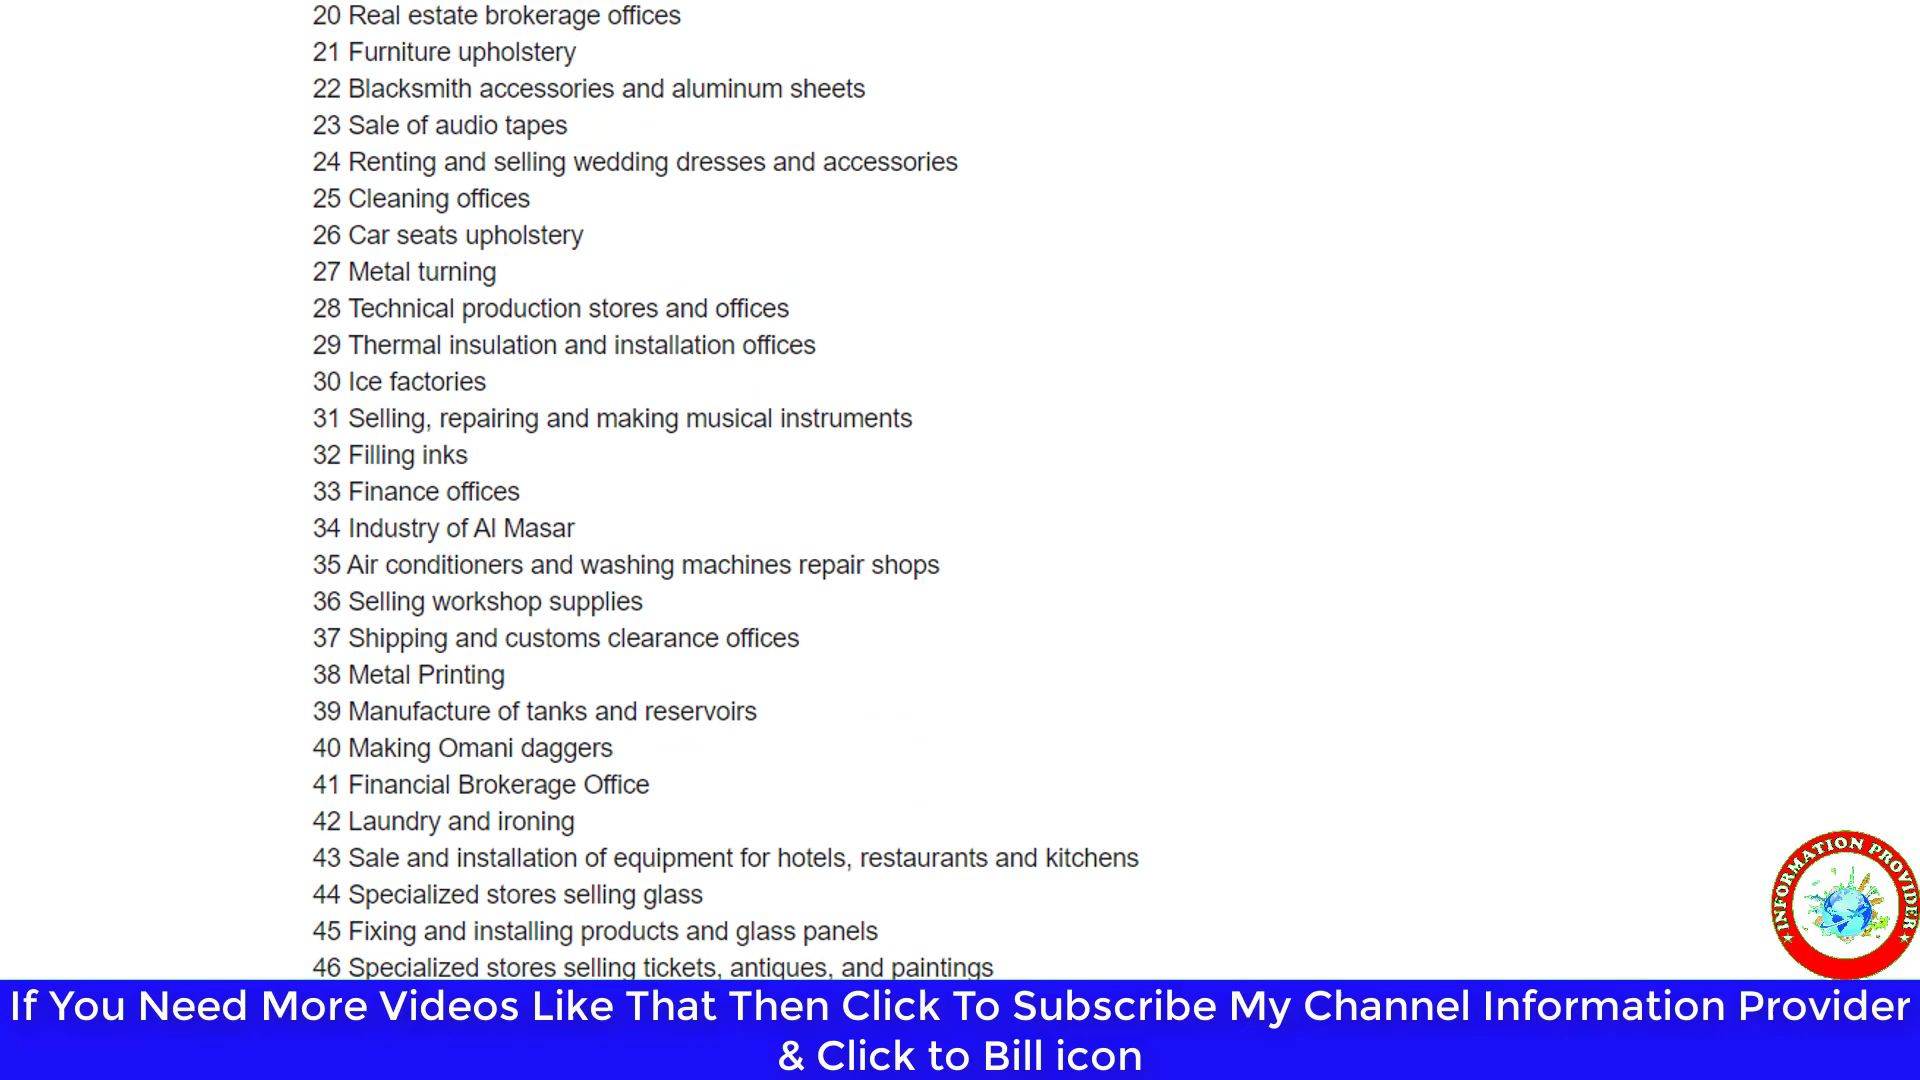 20 Real estate brokerage offices
21 Furniture upholstery
22 Blacksmith accessories and aluminum sheets
23 Sale of audio tapes
24 Renting and selling wedding dresses and accessories
25 Cleaning offices
26 Car seats upholstery
27 Metal turning
28 Technical production stores and offices
29 Thermal insulation and installation offices
30 Ice factories
31 Selling, repairing and making musical instruments
32 Filling inks
33 Finance offices
34 Industry of Al Masar
35 Air conditioners and washing machines repair shops
36 Selling workshop supplies
37 Shipping and customs clearance offices
38 Metal Printing
39 Manufacture of tanks and reservoirs
40 Making Omani daggers
41 Financial Brokerage Office
42 Laundry and ironing
43 Sale and installation of equipment for hotels, restaurants and kitchens
44 Specialized stores selling glass
45 Fixing and installing products and glass panels
46 Specialized stores selling tickets, antiques, and paintings
INFORMATION PROVIDER
If You Need More Videos Like That Then Click To Subscribe My Channel Information Provider
& Click to Bill icon